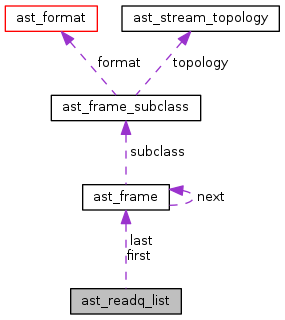 ast_format
ast_stream_topology
format
topology
ast_frame_subclass
subclass
ast_frame
next
last
first
ast_readq_list